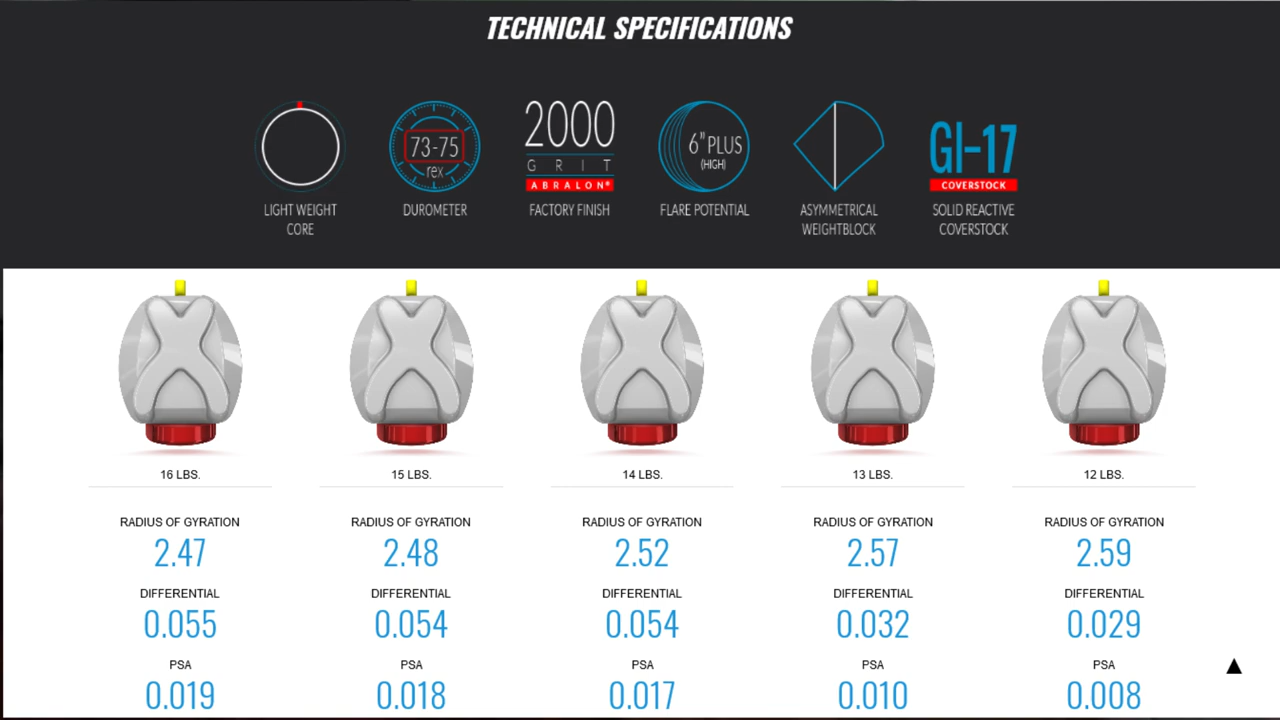 TECHNICAL SPECIFICATIONS
73-75
rex
2000
GRIT
ABRALON®
6" PLUS
(HIGH)
GI-17
COVERSTOCK
LIGHT WEIGHT
CORE
DUROMETER
FACTORY FINISH
FLARE POTENTIAL
ASYMMETRICAL
WEIGHTBLOCK
SOLID REACTIVE
COVERSTOCK
16 LBS. 15 LBS. 14 LBS. 13 LBS. 12 LBS.
RADIUS OF GYRATION RADIUS OF GYRATION RADIUS OF GYRATION RADIUS OF GYRATION RADIUS OF GYRATION
2.47 2.48 2.52 2.57 2.59
DIFFERENTIAL DIFFERENTIAL DIFFERENTIAL DIFFERENTIAL DIFFERENTIAL
0.055 0.054 0.054 0.032 0.029
PSA PSA PSA PSA PSA
0.019 0.018 0.017 0.010 0.008